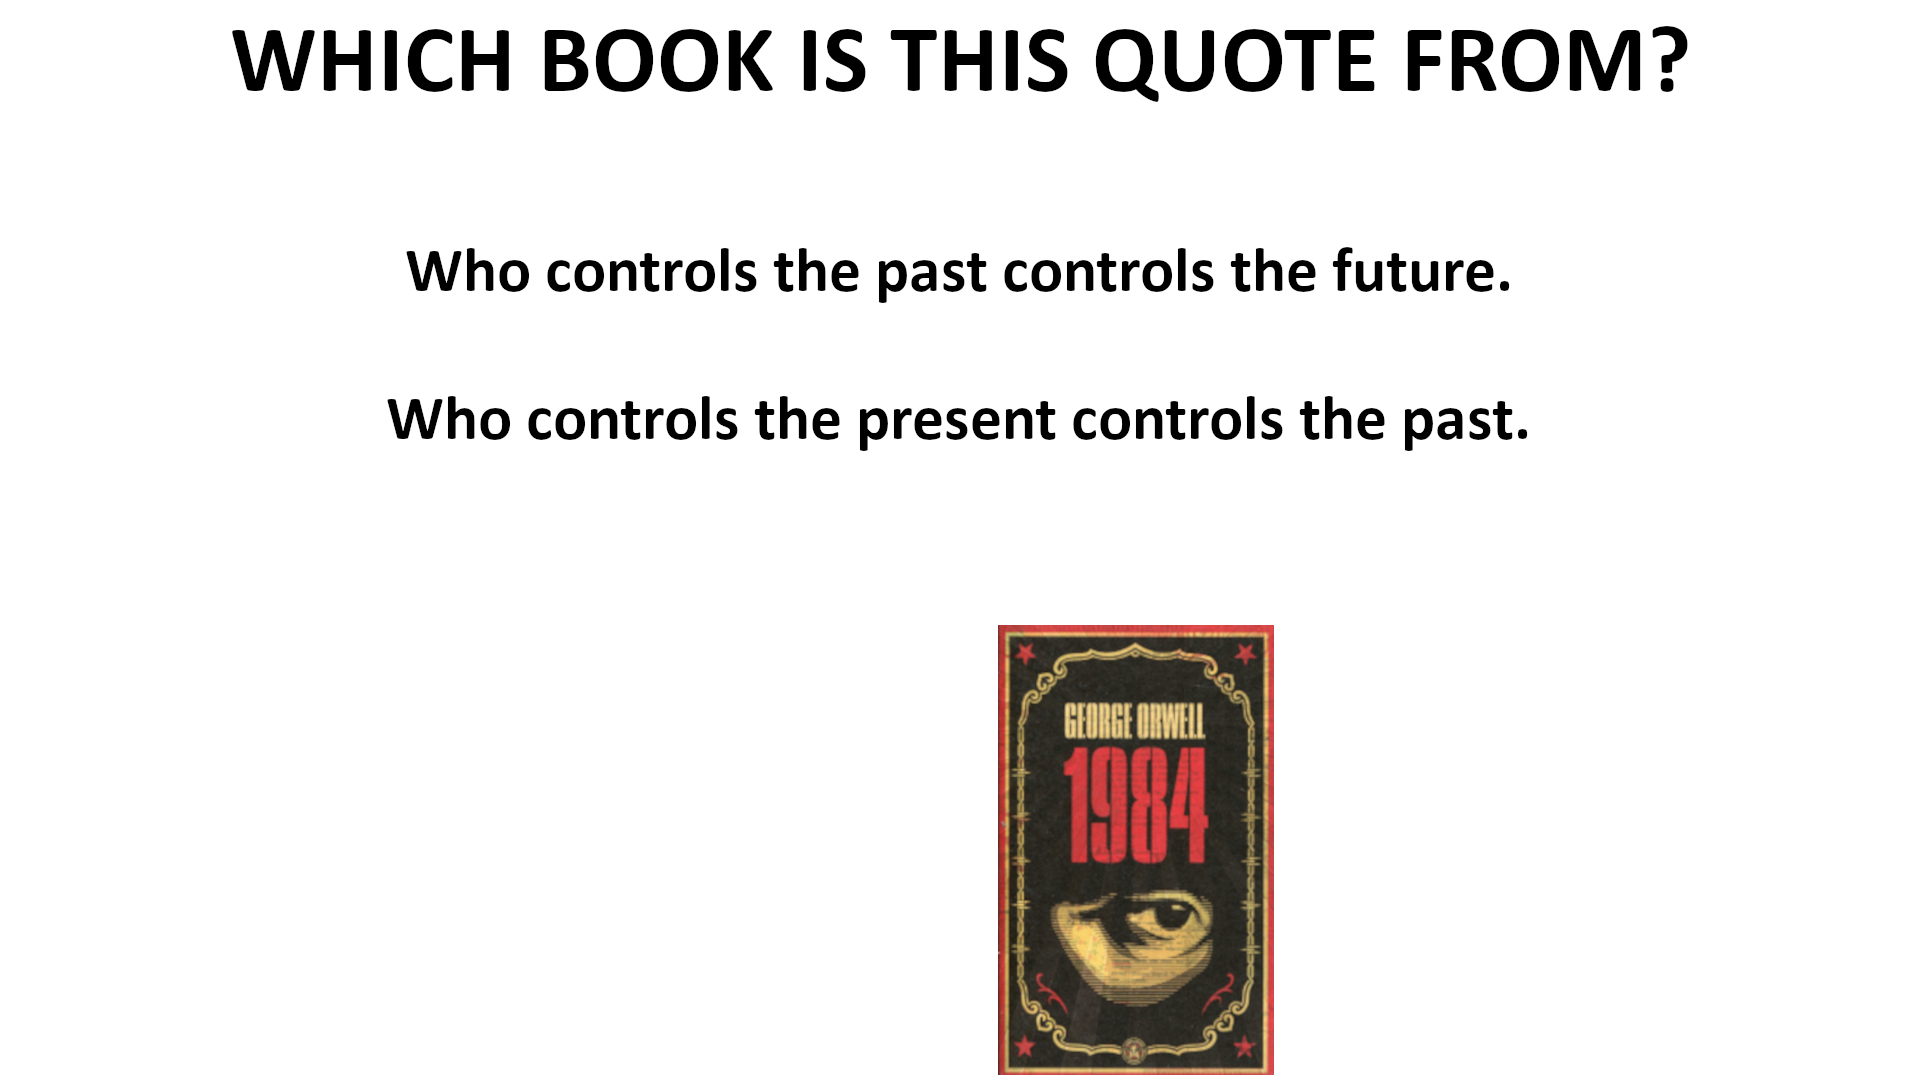 WHICH BOOK IS THIS QUOTE FROM?
Who controls the past controls the future.
Who controls the present controls the past.
GEORGE ORWELL
1984